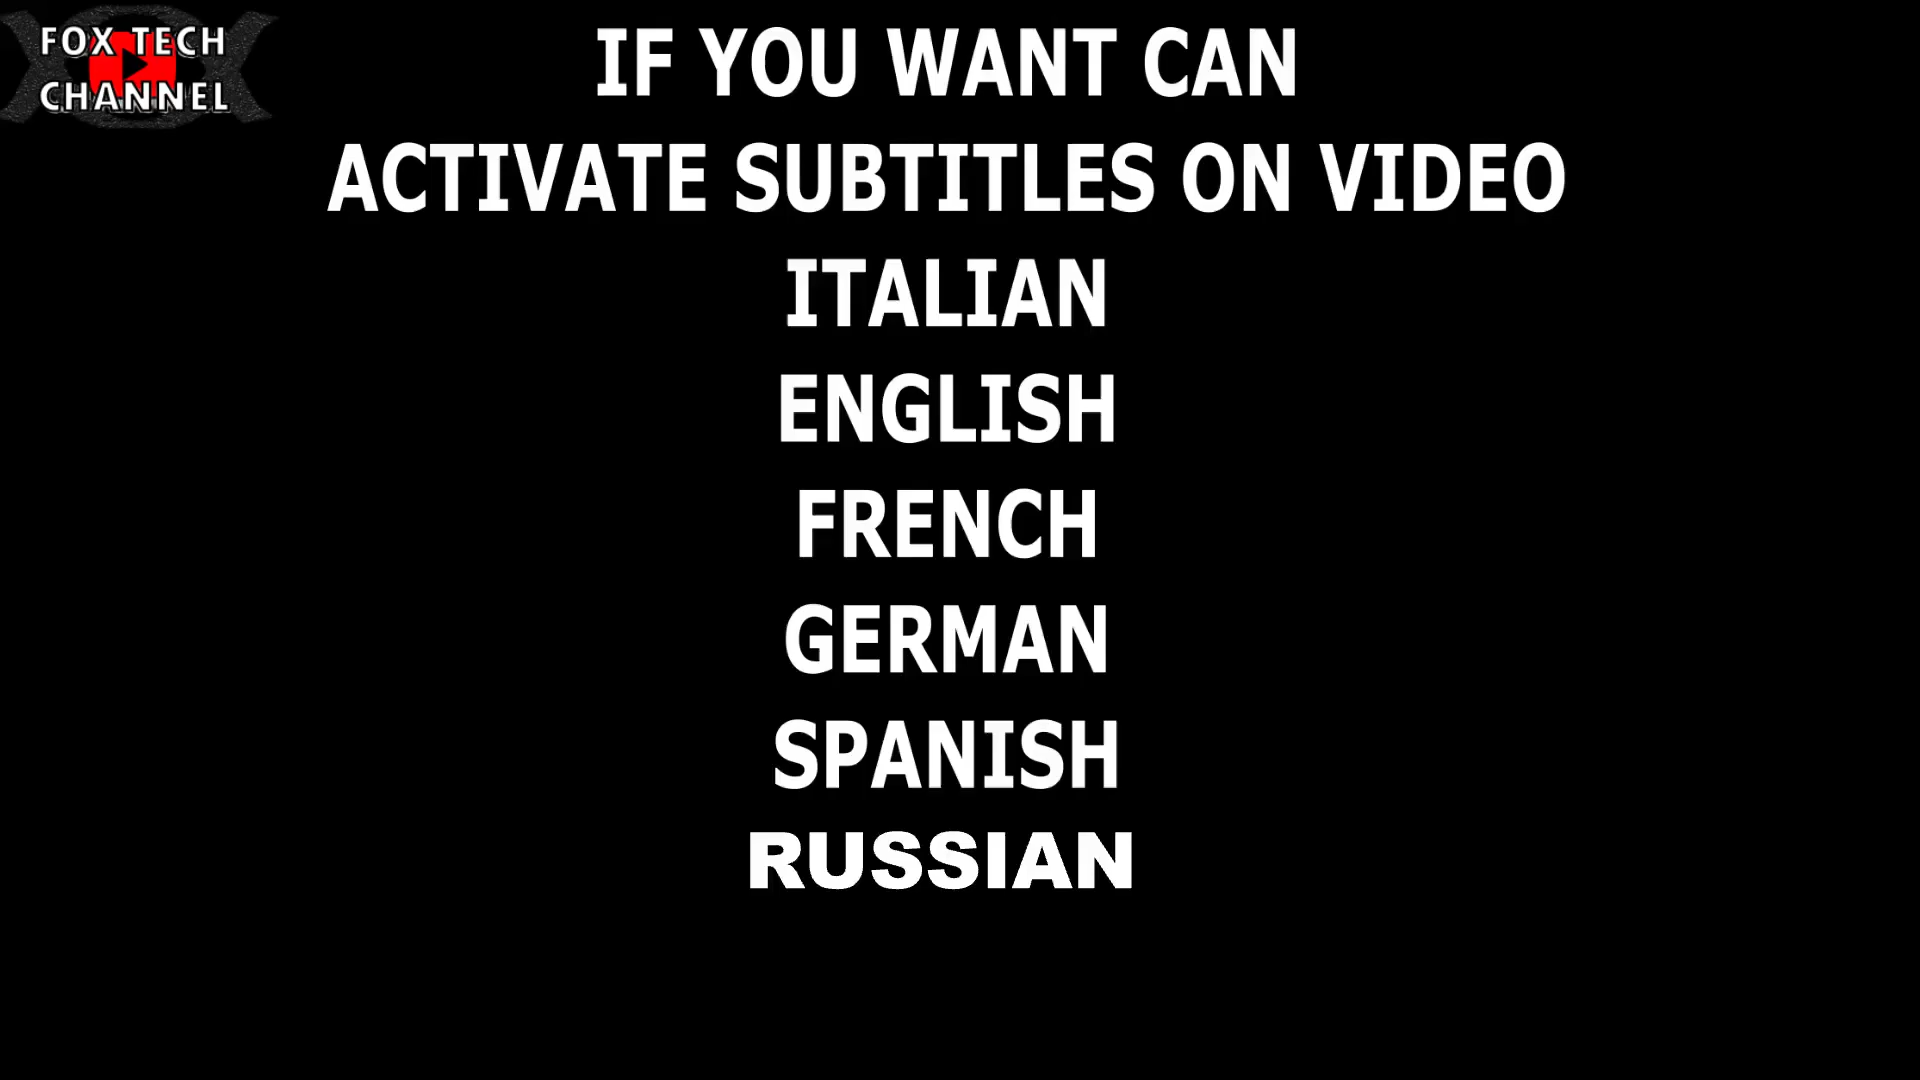 FOX TECH
CHANNEL
IF YOU WANT CAN
ACTIVATE SUBTITLES ON VIDEO
ITALIAN
ENGLISH
FRENCH
GERMAN
SPANISH
RUSSIAN